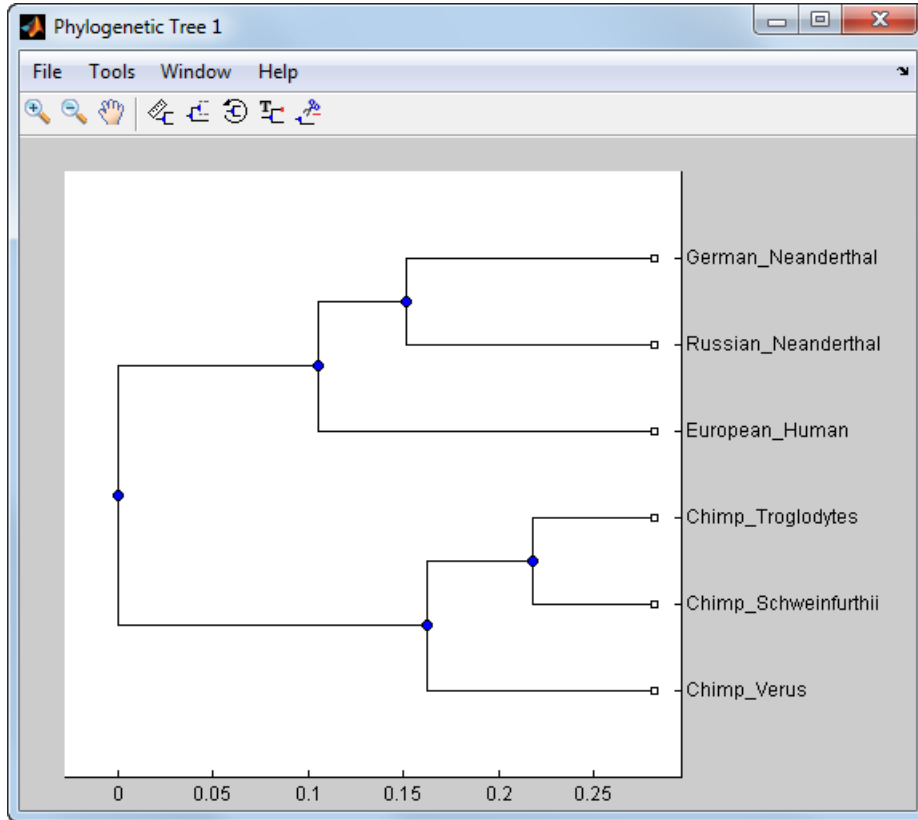 Phylogenetic Tree 1
File Tools Window Help
German_Neanderthal
Russian_Neanderthal
European_Human
Chimp_Troglodytes
Chimp_Schweinfurthii
Chimp_Verus
0 0.05 0.1 0.15 0.2 0.25